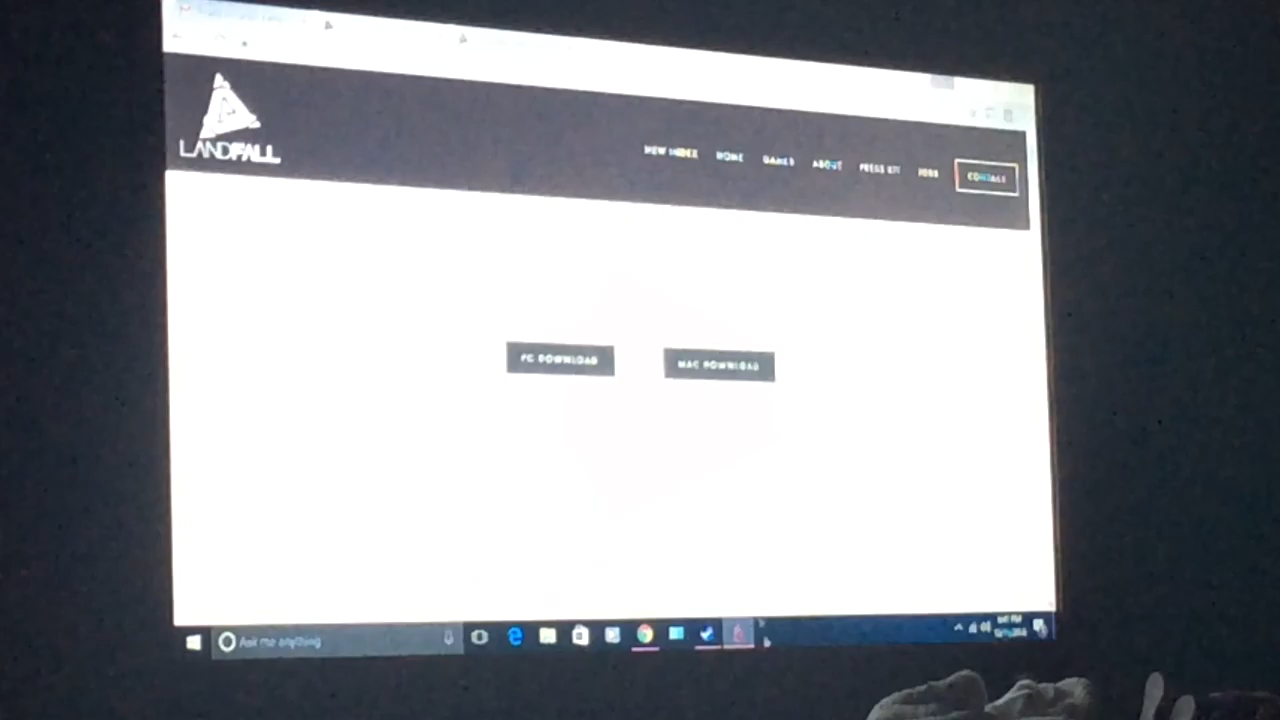 LANDFALL
NEW INDEX HOME GAMES ABOUT PRESS KIT JOBS CONTACT
PC DOWNLOAD MAC DOWNLOAD
Ask me anything